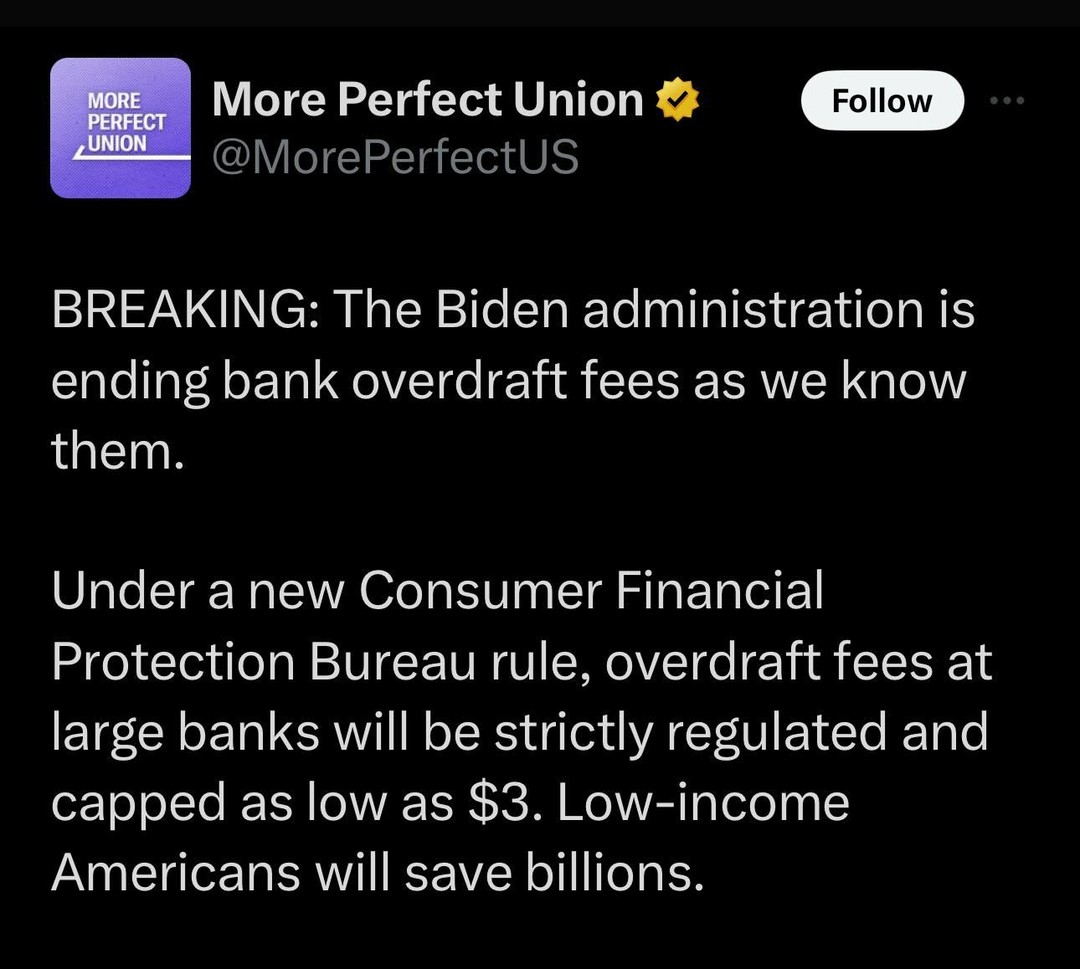 MORE
PERFECT
UNION
More Perfect Union
@MorePerfectUS
Follow
BREAKING: The Biden administration is
ending bank overdraft fees as we know
them.
Under a new Consumer Financial
Protection Bureau rule, overdraft fees at
large banks will be strictly regulated and
capped as low as $3. Low-income
Americans will save billions.